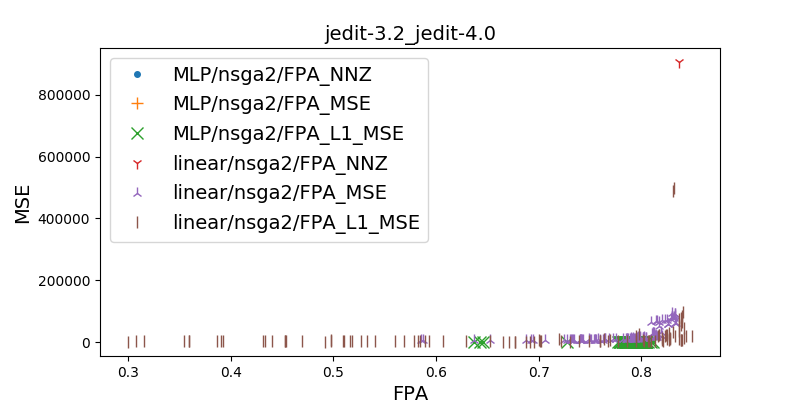 jedit-3.2_jedit-4.0
MSE
800000
600000
400000
200000
0
MLP/nsga2/FPA_NNZ
MLP/nsga2/FPA_MSE
MLP/nsga2/FPA_L1_MSE
linear/nsga2/FPA_NNZ
linear/nsga2/FPA_MSE
linear/nsga2/FPA_L1_MSE
0.3 0.4 0.5 0.6 0.7 0.8
FPA